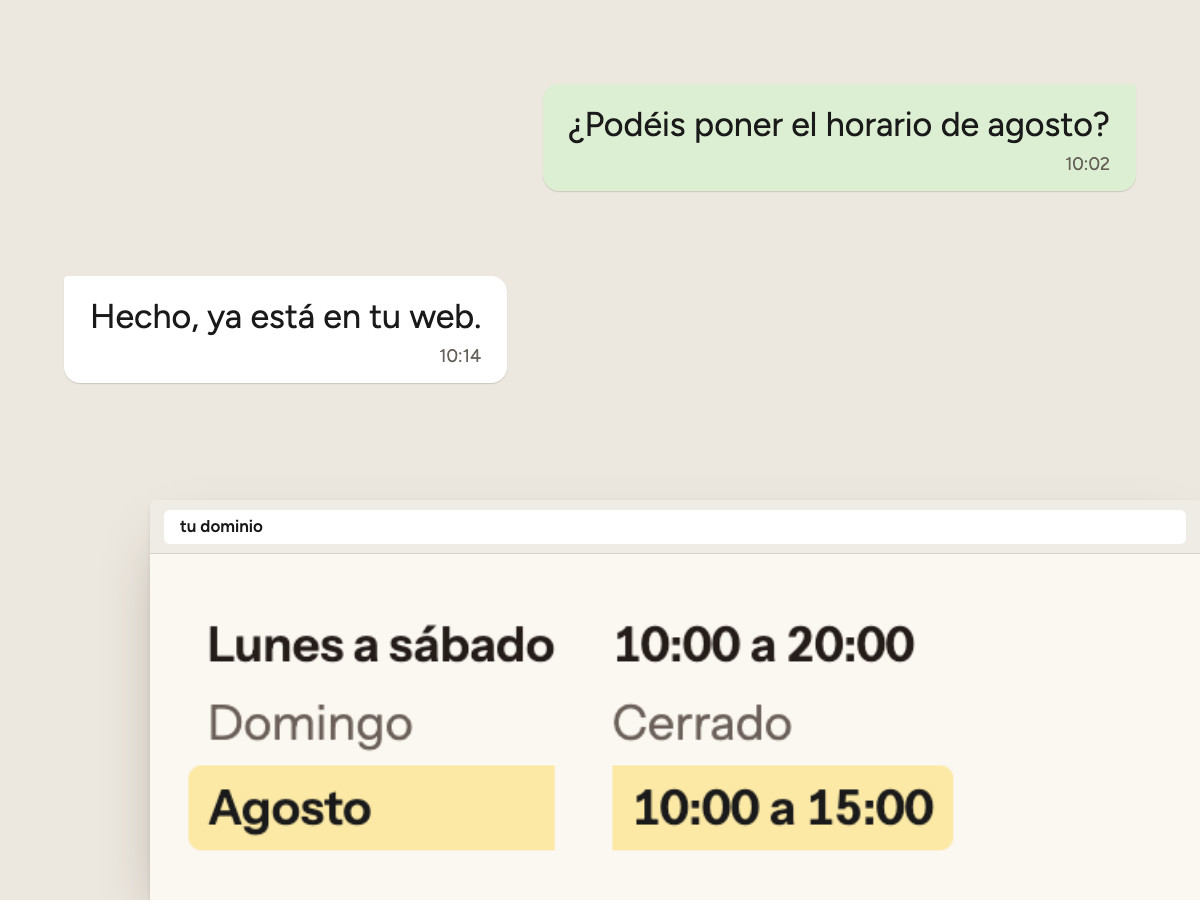 ¿Podéis poner el horario de agosto?
10:02
Hecho, ya está en tu web.
10:14
tu dominio
Lunes a sábado 10:00 a 20:00
Domingo Cerrado
Agosto 10:00 a 15:00